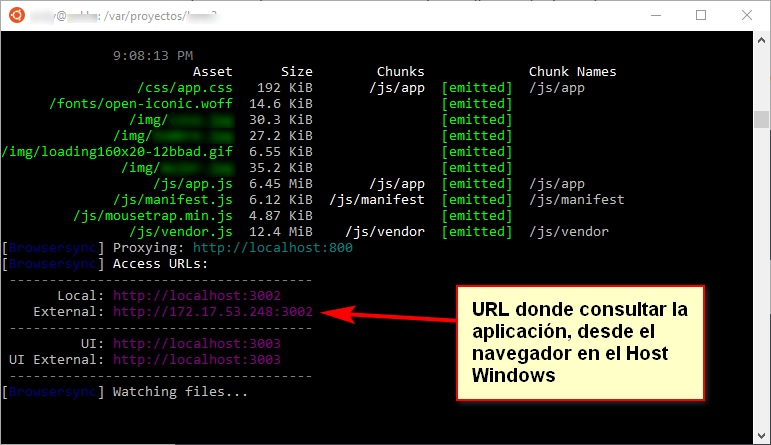 : /var/proyectos/
9:08:13 PM
Asset Size Chunks Chunk Names
/css/app.css 192 KiB /js/app [emitted] /js/app
/fonts/open-iconic.woff 14.6 KiB [emitted]
/img/ 30.3 KiB [emitted]
/img/ 27.2 KiB [emitted]
/img/loading160x20-12bbad.gif 6.55 KiB [emitted]
/img/ 35.2 KiB [emitted]
/js/app.js 6.45 MiB /js/app [emitted] /js/app
/js/manifest.js 6.12 KiB /js/manifest [emitted] /js/manifest
/js/mousetrap.min.js 4.87 KiB [emitted]
/js/vendor.js 12.4 MiB /js/vendor [emitted] /js/vendor
[Browsersync] Proxying: http://localhost:800
[Browsersync] Access URLs:
--------------------------------------
Local: http://localhost:3002
External: http://172.17.53.248:3002
--------------------------------------
UI: http://localhost:3003
UI External: http://localhost:3003
--------------------------------------
[Browsersync] Watching files...
URL donde consultar la
aplicación, desde el
navegador en el Host
Windows